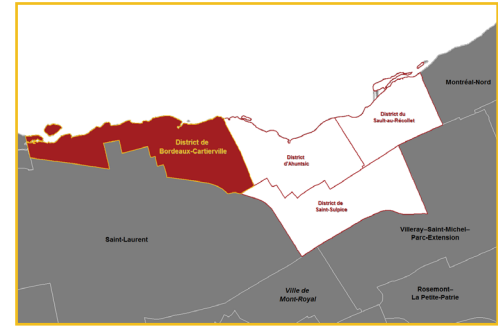 Montréal-Nord
District du
Sault-au-Récollet
District de
Bordeaux-Cartierville
District
d'Ahuntsic
District de
Saint-Sulpice
Saint-Laurent
Villeray–Saint-Michel–
Parc-Extension
Ville de
Mont-Royal
Rosemont–
La Petite-Patrie